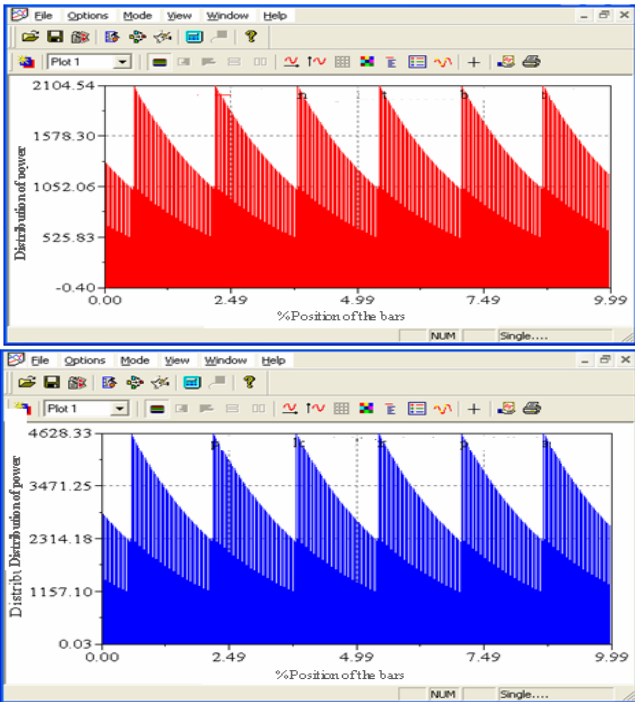 File Options Mode View Window Help
Plot 1
2104.54
1578.30
1052.06
525.83
-0.40
Distribution of power
0.00 2.49 4.99 7.49 9.99
%Position of the bars
NUM Single....
File Options Mode View Window Help
Plot 1
4628.33
3471.25
2314.18
1157.10
0.03
Distribu Distribution of power
0.00 2.49 4.99 7.49 9.99
%Position of the bars
NUM Single....